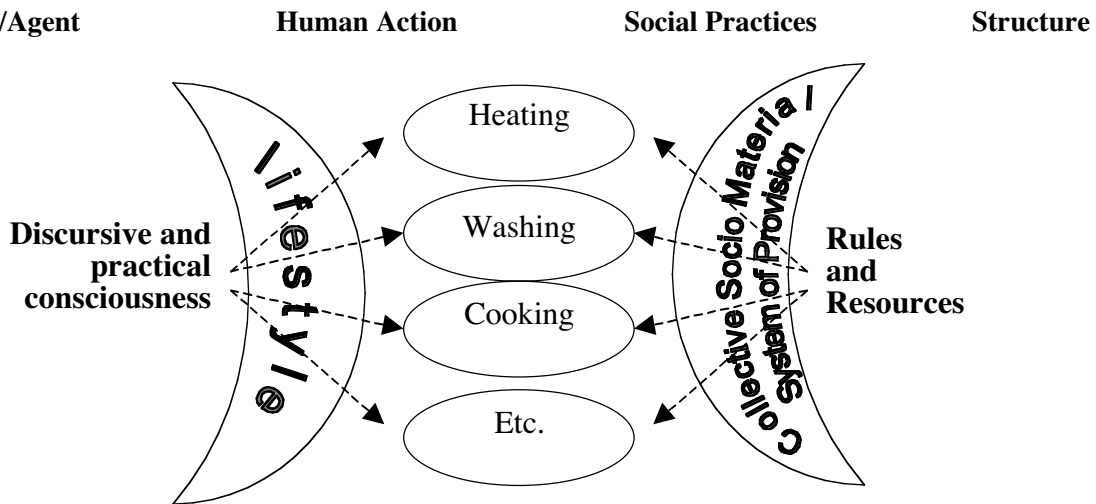 /Agent Human Action Social Practices Structure
Heating
Washing
Cooking
Etc.
lifestyle
Discursive and
practical
consciousness
Collective Socio Material
System of Provision
Rules
and
Resources